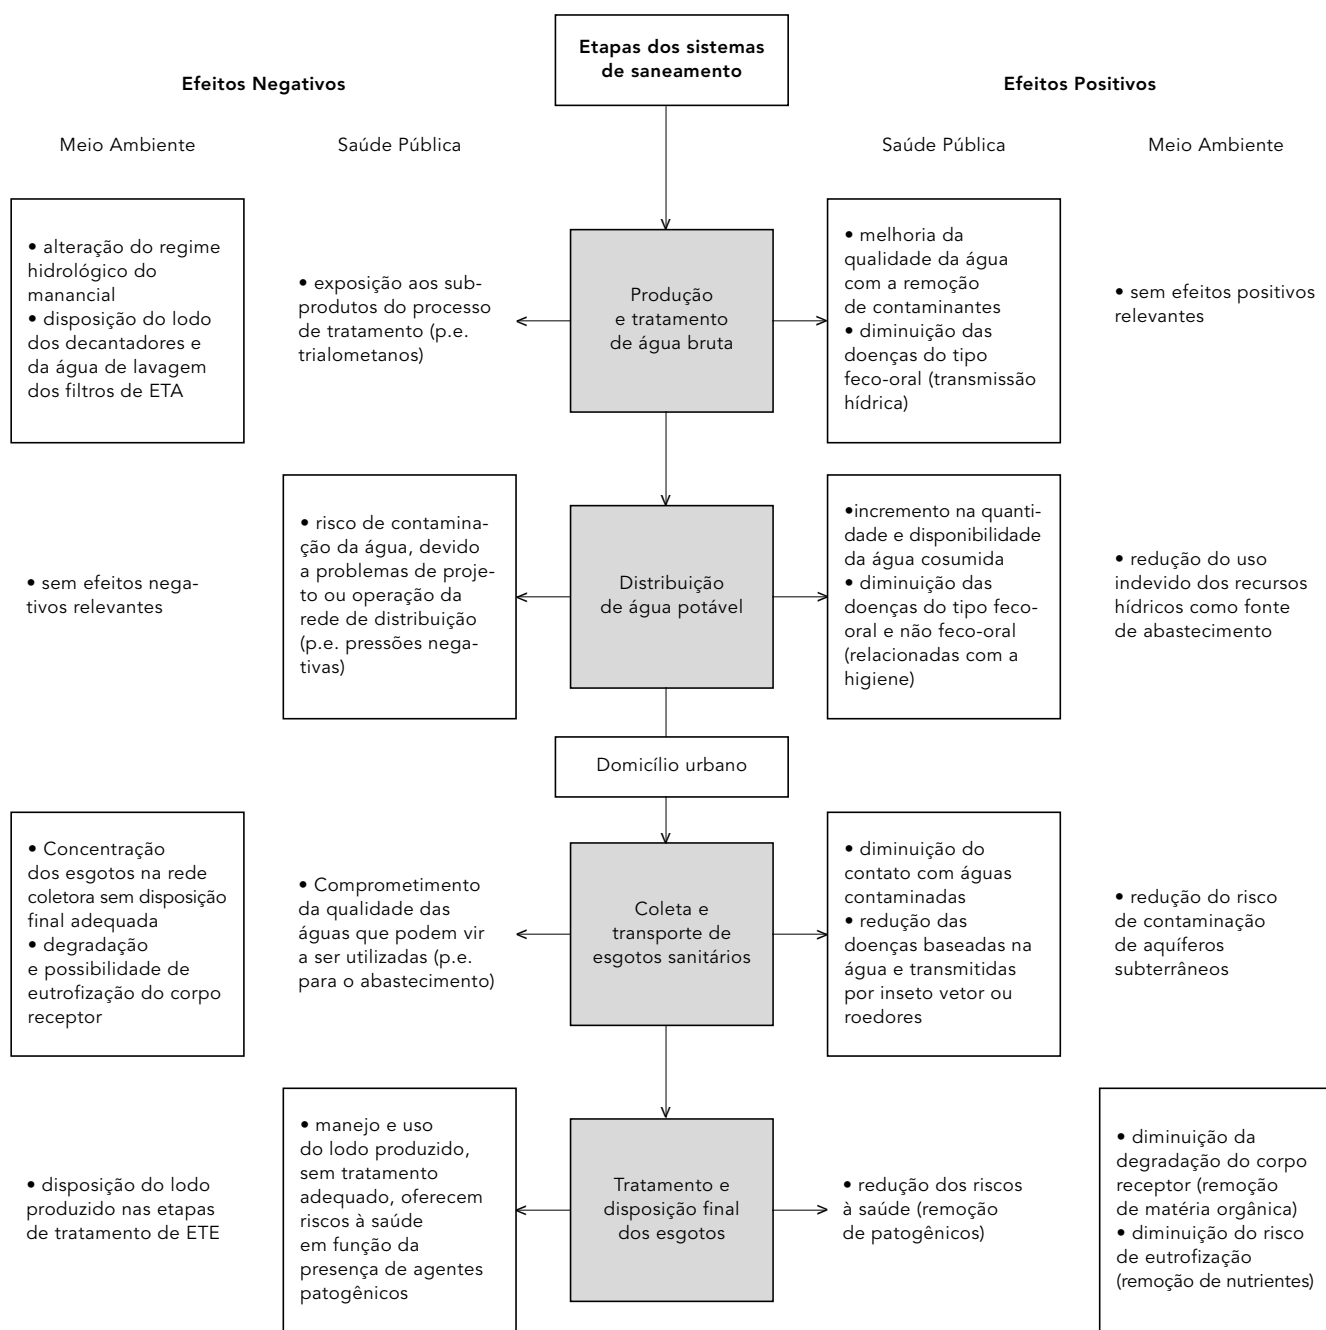 Etapas dos sistemas
de saneamento
Efeitos Negativos
Efeitos Positivos
Meio Ambiente
Saúde Pública
Saúde Pública
Meio Ambiente
• alteração do regime
hidrológico do
manancial
• disposição do lodo
dos decantadores e
da água de lavagem
dos filtros de ETA
• exposição aos sub-
produtos do processo
de tratamento (p.e.
trialometanos)
Produção
e tratamento
de água bruta
• melhoria da
qualidade da água
com a remoção
de contaminantes
• diminuição das
doenças do tipo
feco-oral (transmissão
hídrica)
• sem efeitos positivos
relevantes
• sem efeitos nega-
tivos relevantes
• risco de contamina-
ção da água, devido
a problemas de proje-
to ou operação da
rede de distribuição
(p.e. pressões nega-
tivas)
Distribuição
de água potável
•incremento na quanti-
dade e disponibilidade
da água cosumida
• diminuição das
doenças do tipo feco-
oral e não feco-oral
(relacionadas com a
higiene)
• redução do uso
indevido dos recursos
hídricos como fonte
de abastecimento
Domicílio urbano
• Concentração
dos esgotos na rede
coletora sem disposição
final adequada
• degradação
e possibilidade de
eutrofização do corpo
receptor
• Comprometimento
da qualidade das
águas que podem vir
a ser utilizadas (p.e.
para o abastecimento)
Coleta e
transporte de
esgotos sanitários
• diminuição do
contato com águas
contaminadas
• redução das
doenças baseadas na
água e transmitidas
por inseto vetor ou
roedores
• redução do risco
de contaminação
de aquíferos
subterrâneos
• disposição do lodo
produzido nas etapas
de tratamento de ETE
• manejo e uso
do lodo produzido,
sem tratamento
adequado, oferecem
riscos à saúde
em função da
presença de agentes
patogênicos
Tratamento e
disposição final
dos esgotos
• redução dos riscos
à saúde (remoção
de patogênicos)
• diminuição da
degradação do corpo
receptor (remoção
de matéria orgânica)
• diminuição do risco
de eutrofização
(remoção de nutrientes)